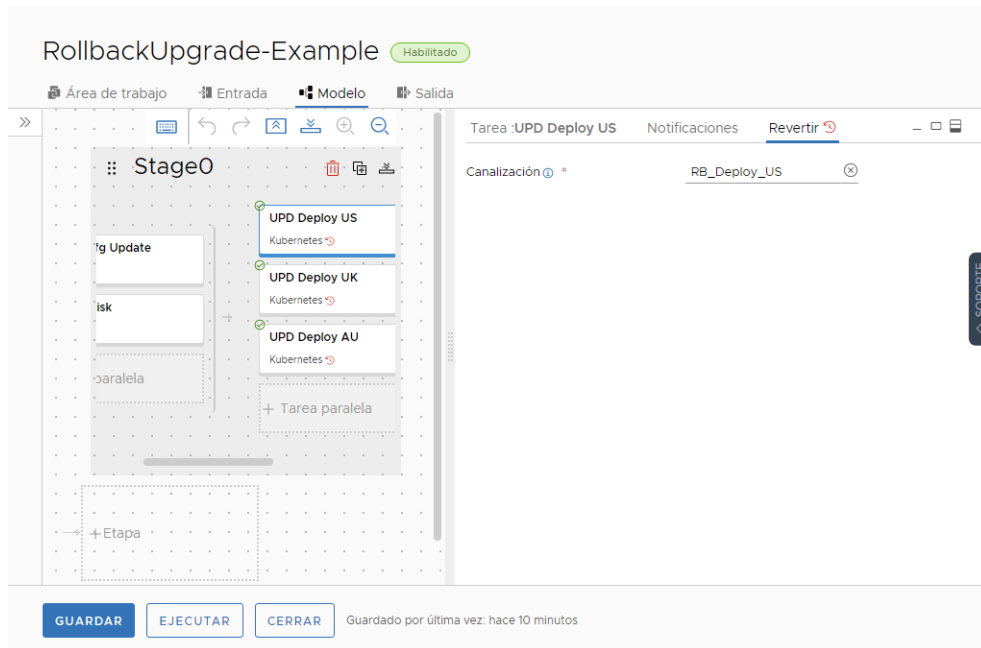 RollbackUpgrade-Example Habilitado
Área de trabajo Entrada Modelo Salida
Tarea :UPD Deploy US Notificaciones Revertir
Stage0
Canalización * RB_Deploy_US
UPD Deploy US
Kubernetes
fg Update
UPD Deploy UK
Kubernetes
isk
UPD Deploy AU
Kubernetes
paralela
+ Tarea paralela
+Etapa
SOPORTE
GUARDAR EJECUTAR CERRAR Guardado por última vez: hace 10 minutos